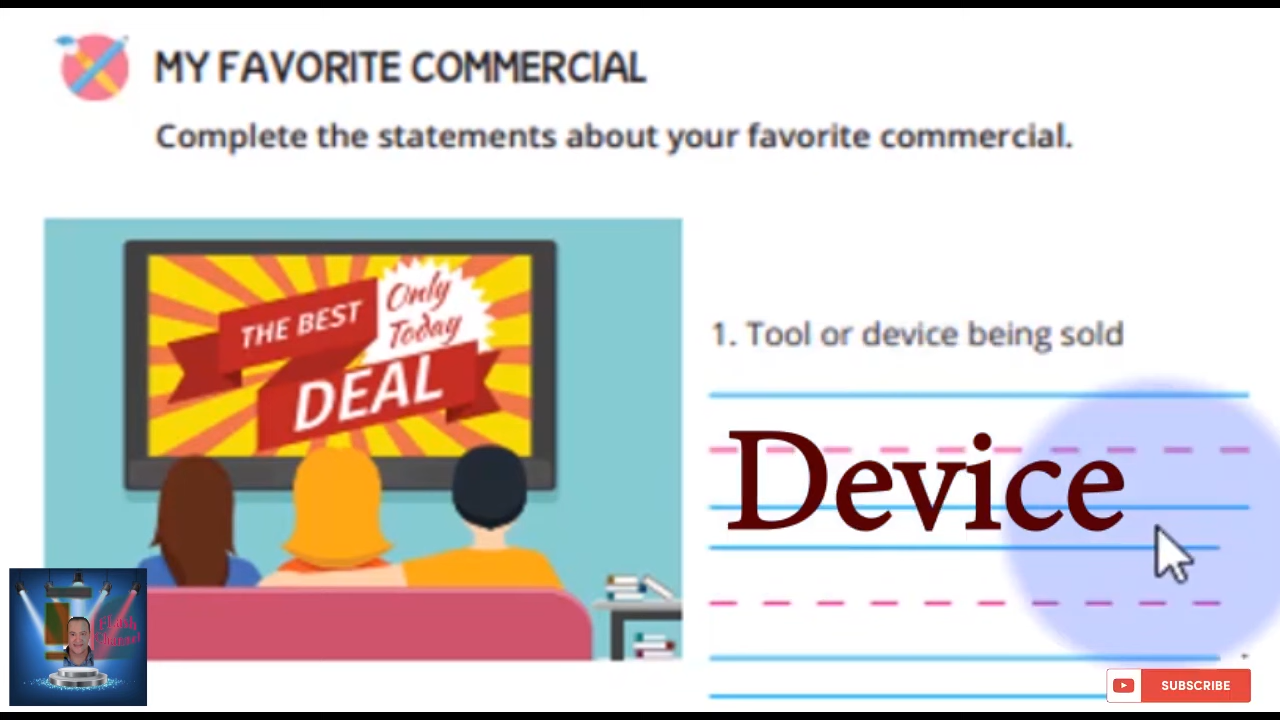 MY FAVORITE COMMERCIAL
Complete the statements about your favorite commercial.
THE BEST
Only
Today
DEAL
1. Tool or device being sold
Device
SUBSCRIBE